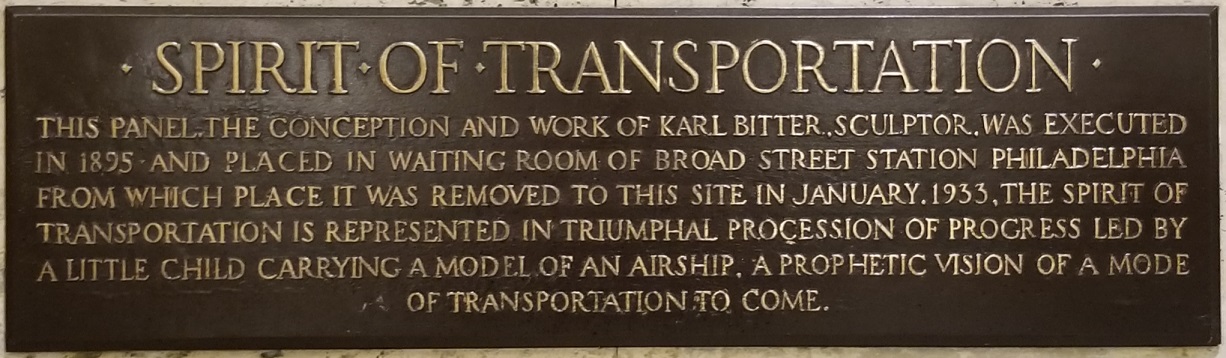 · SPIRIT · OF · TRANSPORTATION ·
THIS PANEL, THE CONCEPTION AND WORK OF KARL BITTER, SCULPTOR, WAS EXECUTED
IN 1895 · AND PLACED IN WAITING ROOM OF BROAD STREET STATION PHILADELPHIA
FROM WHICH PLACE IT WAS REMOVED TO THIS SITE IN JANUARY. 1933, THE SPIRIT OF
TRANSPORTATION IS REPRESENTED IN TRIUMPHAL PROCESSION OF PROGRESS LED BY
A LITTLE CHILD CARRYING A MODEL OF AN AIRSHIP, A PROPHETIC VISION OF A MODE
OF TRANSPORTATION TO COME.